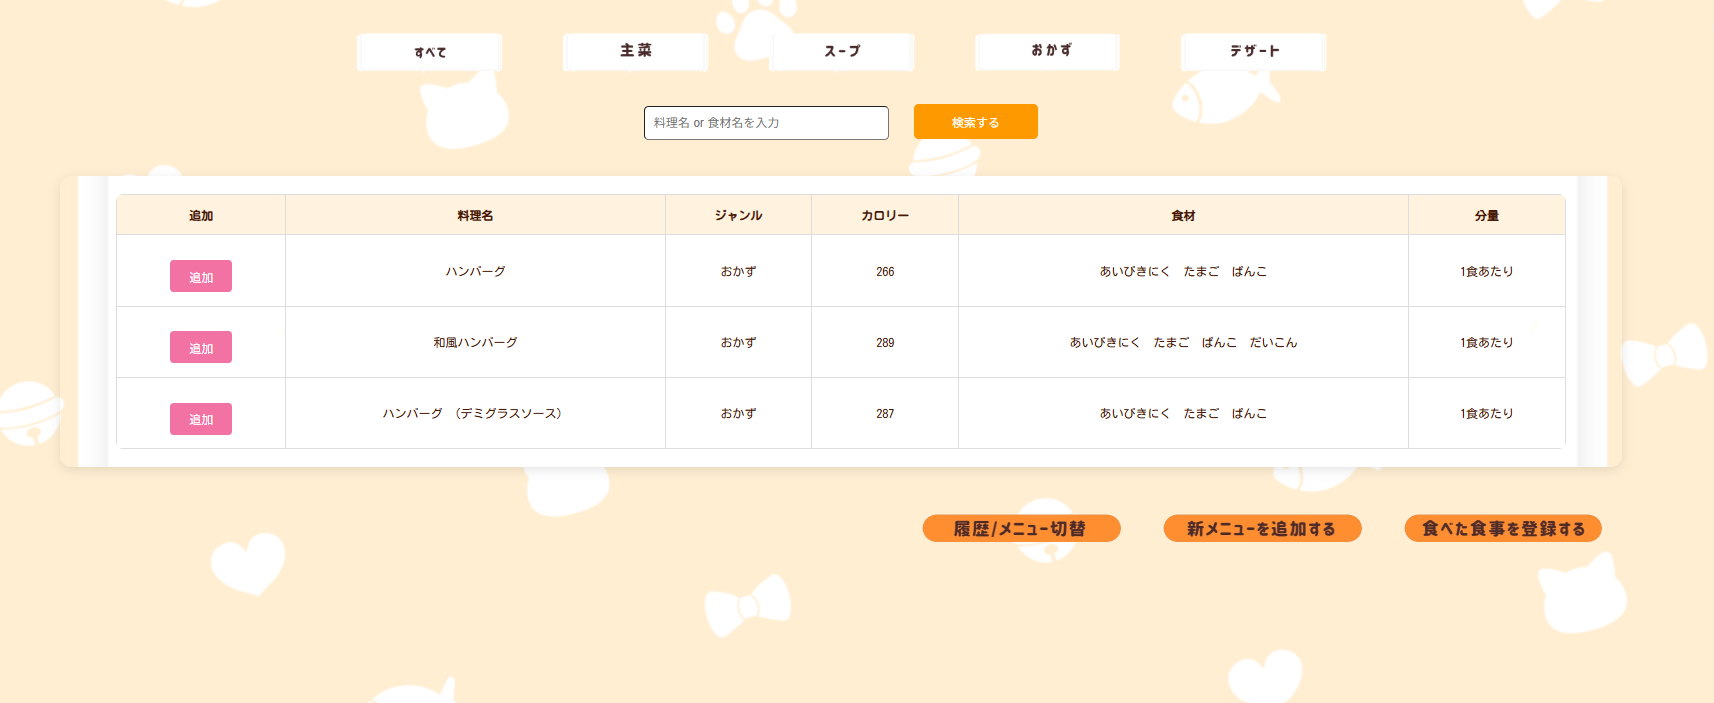 すべて 主菜 スープ おかず デザート
料理名 or 食材名を入力 検索する
追加 料理名 ジャンル カロリー 食材 分量
追加 ハンバーグ おかず 266 あいびきにく　たまご　ぱんこ 1食あたり
追加 和風ハンバーグ おかず 289 あいびきにく　たまご　ぱんこ　だいこん 1食あたり
追加 ハンバーグ　（デミグラスソース） おかず 287 あいびきにく　たまご　ぱんこ 1食あたり
履歴/メニュー切替 新メニューを追加する 食べた食事を登録する